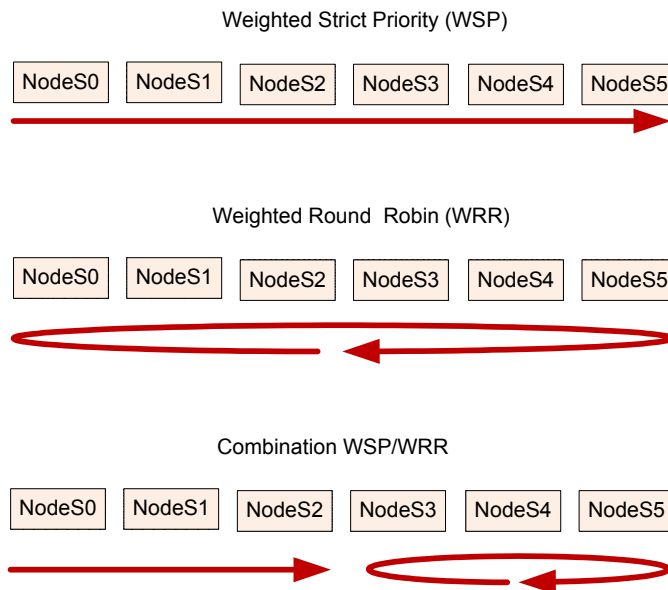 Weighted Strict Priority (WSP)
NodeS0 NodeS1 NodeS2 NodeS3 NodeS4 NodeS5
Weighted Round Robin (WRR)
NodeS0 NodeS1 NodeS2 NodeS3 NodeS4 NodeS5
Combination WSP/WRR
NodeS0 NodeS1 NodeS2 NodeS3 NodeS4 NodeS5